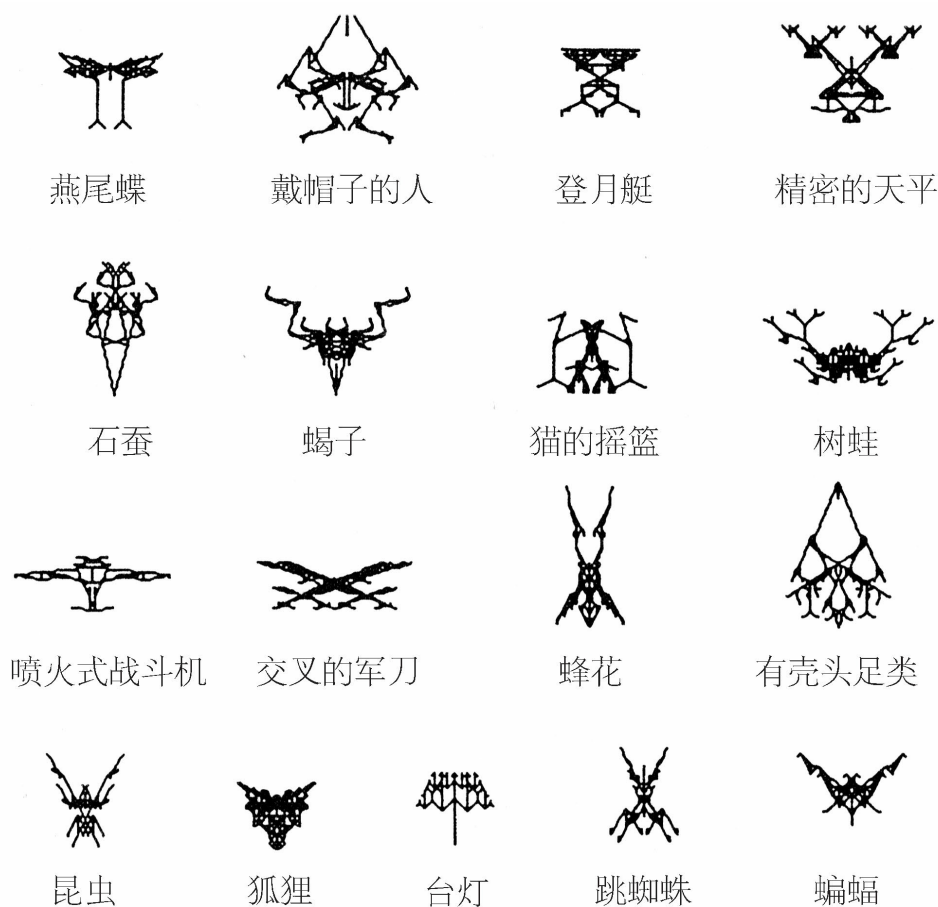 燕尾蝶 戴帽子的人 登月艇 精密的天平
石蚕 蝎子 猫的摇篮 树蛙
喷火式战斗机 交叉的军刀 蜂花 有壳头足类
昆虫 狐狸 台灯 跳蜘蛛 蝙蝠